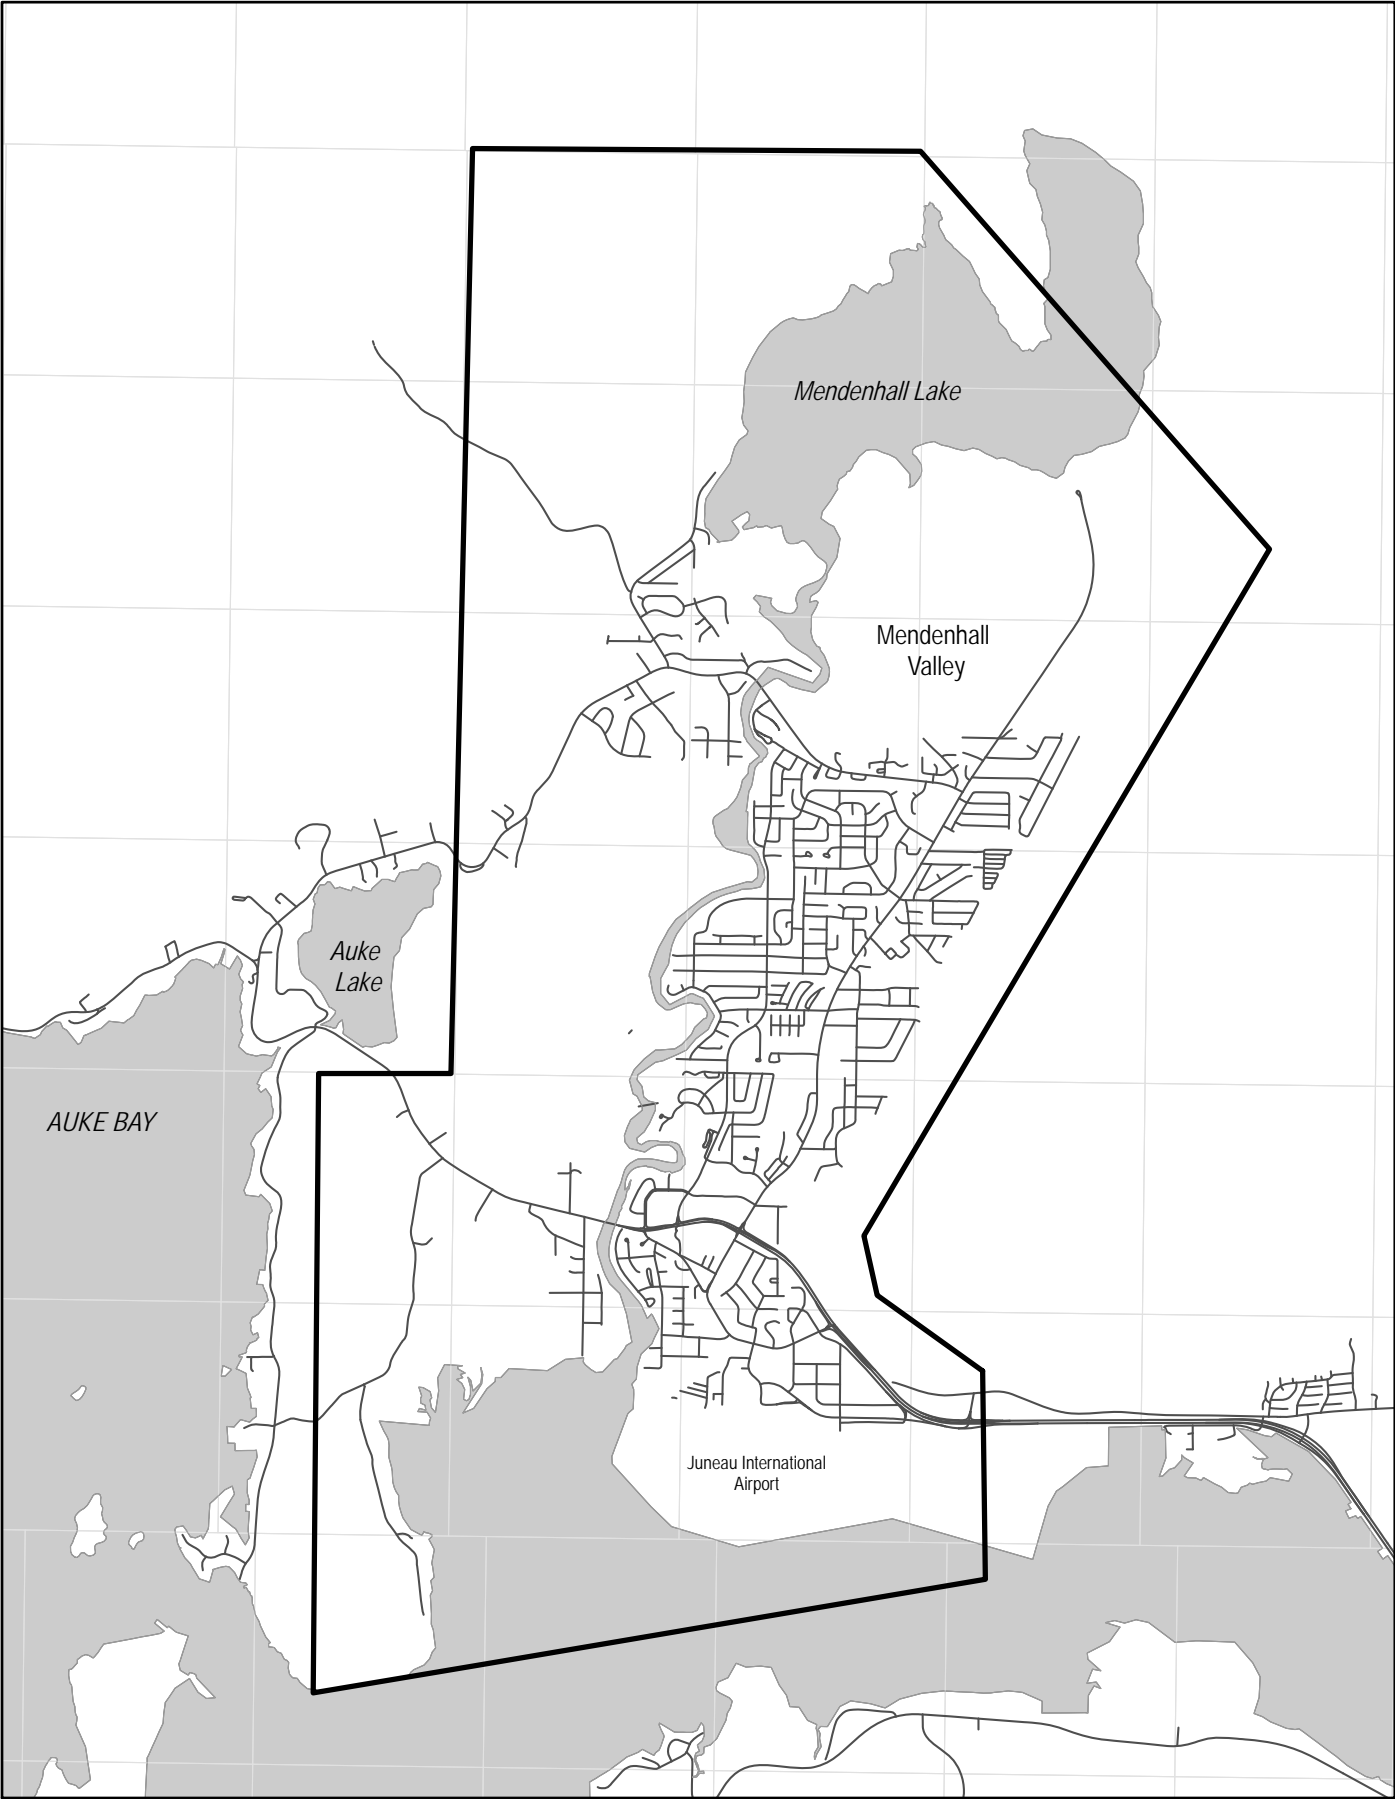 Mendenhall Lake
Mendenhall
Valley
Auke
Lake
AUKE BAY
Juneau International
Airport